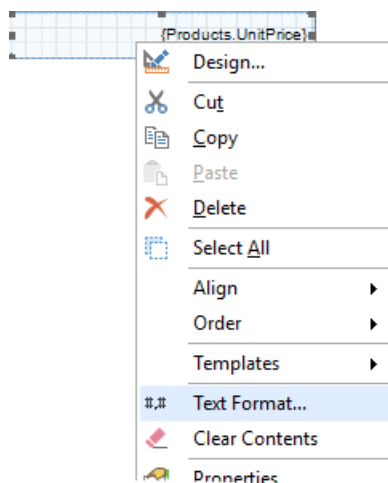 {Products.UnitPrice}
Design...
Cut
Copy
Paste
Delete
Select All
Align
Order
Templates
#,# Text Format...
Clear Contents
Properties